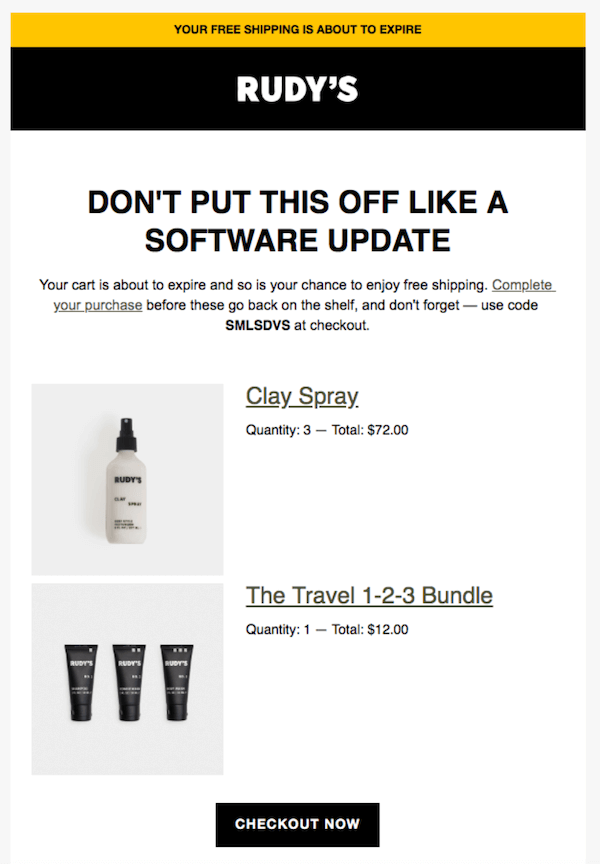 YOUR FREE SHIPPING IS ABOUT TO EXPIRE
RUDY'S
DON'T PUT THIS OFF LIKE A
SOFTWARE UPDATE
Your cart is about to expire and so is your chance to enjoy free shipping. Complete
your purchase before these go back on the shelf, and don't forget — use code
SMLSDVS at checkout.
Clay Spray
Quantity: 3 — Total: $72.00
RUDY'S
CLAY
SPRAY
The Travel 1-2-3 Bundle
Quantity: 1 — Total: $12.00
RUDY'S RUDY'S RUDY'S
CHECKOUT NOW